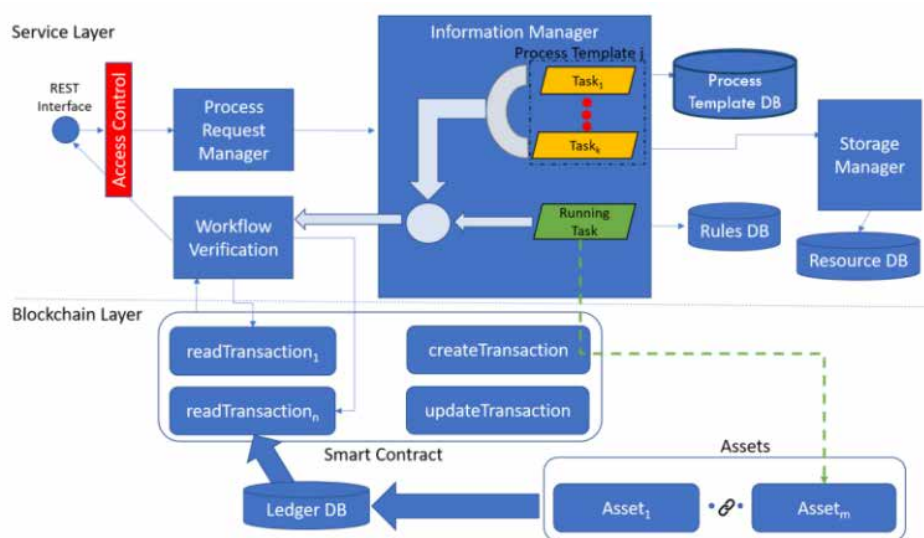 Service Layer
Information Manager
Process Template j
REST
Interface
Access Control
Process
Request
Manager
Task₁
Taskₖ
Process
Template DB
Storage
Manager
Workflow
Verification
Running
Task
Rules DB
Resource DB
Blockchain Layer
readTransaction₁
createTransaction
readTransactionₙ
updateTransaction
Smart Contract
Assets
Ledger DB
Asset₁
Assetₘ